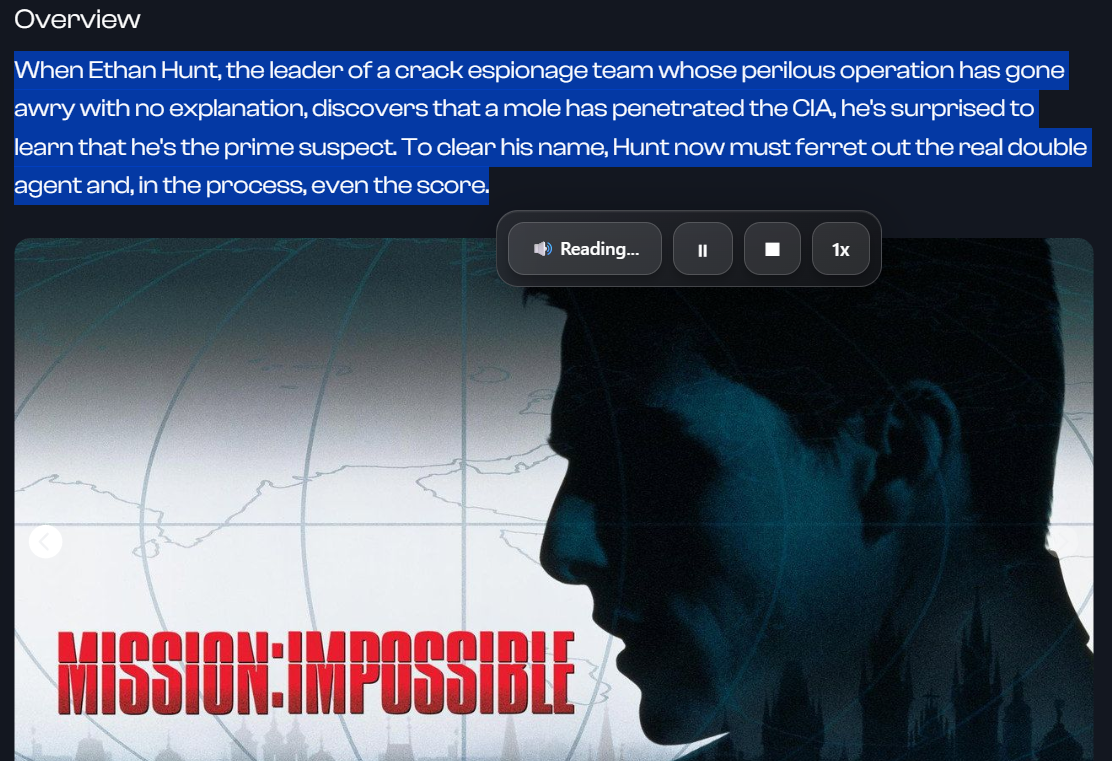 Overview
When Ethan Hunt, the leader of a crack espionage team whose perilous operation has gone
awry with no explanation, discovers that a mole has penetrated the CIA, he's surprised to
learn that he's the prime suspect. To clear his name, Hunt now must ferret out the real double
agent and, in the process, even the score.
Reading...
1x
MISSION:IMPOSSIBLE